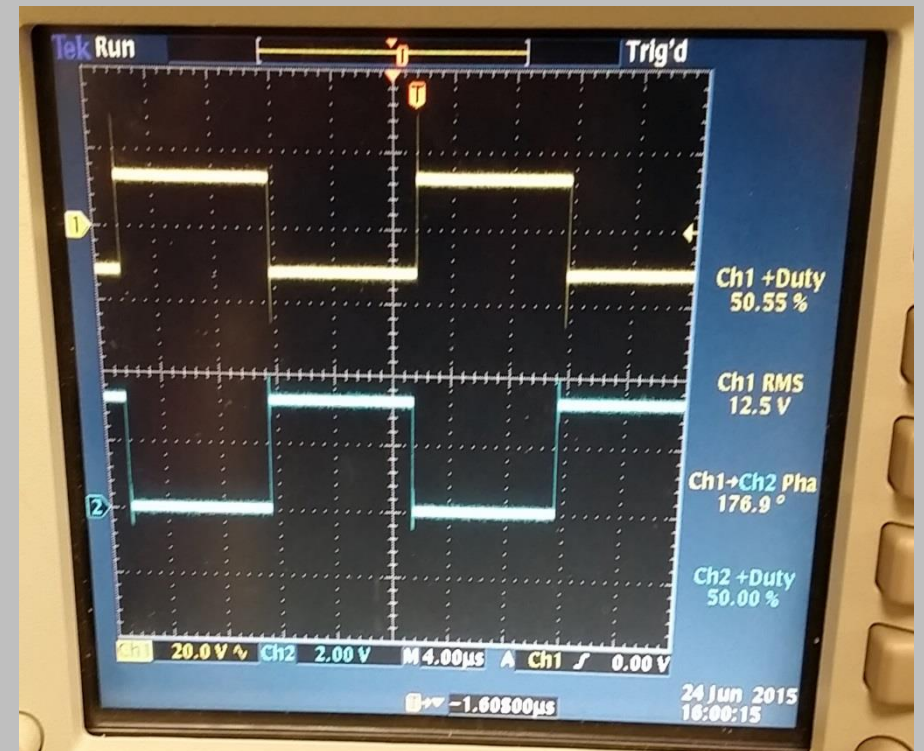 Tek Run Trig'd
T
1
Ch1 +Duty
50.55 %
Ch1 RMS
12.5 V
Ch1→Ch2 Pha
176.9 °
2
Ch2 +Duty
50.00 %
Ch1 20.0 V ∿ Ch2 2.00 V M 4.00µs A Ch1 ʃ 0.00 V
T→▼ -1.60800µs
24 Jun 2015
16:00:15